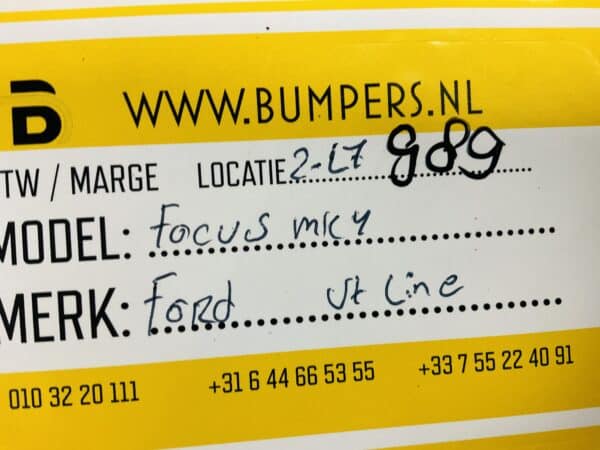 B WWW.BUMPERS.NL
TW / MARGE LOCATIE: 2-L7 989
MODEL: Focus mk4
MERK: Ford St Line
010 32 20 111 +31 6 44 66 53 55 +33 7 55 22 40 91